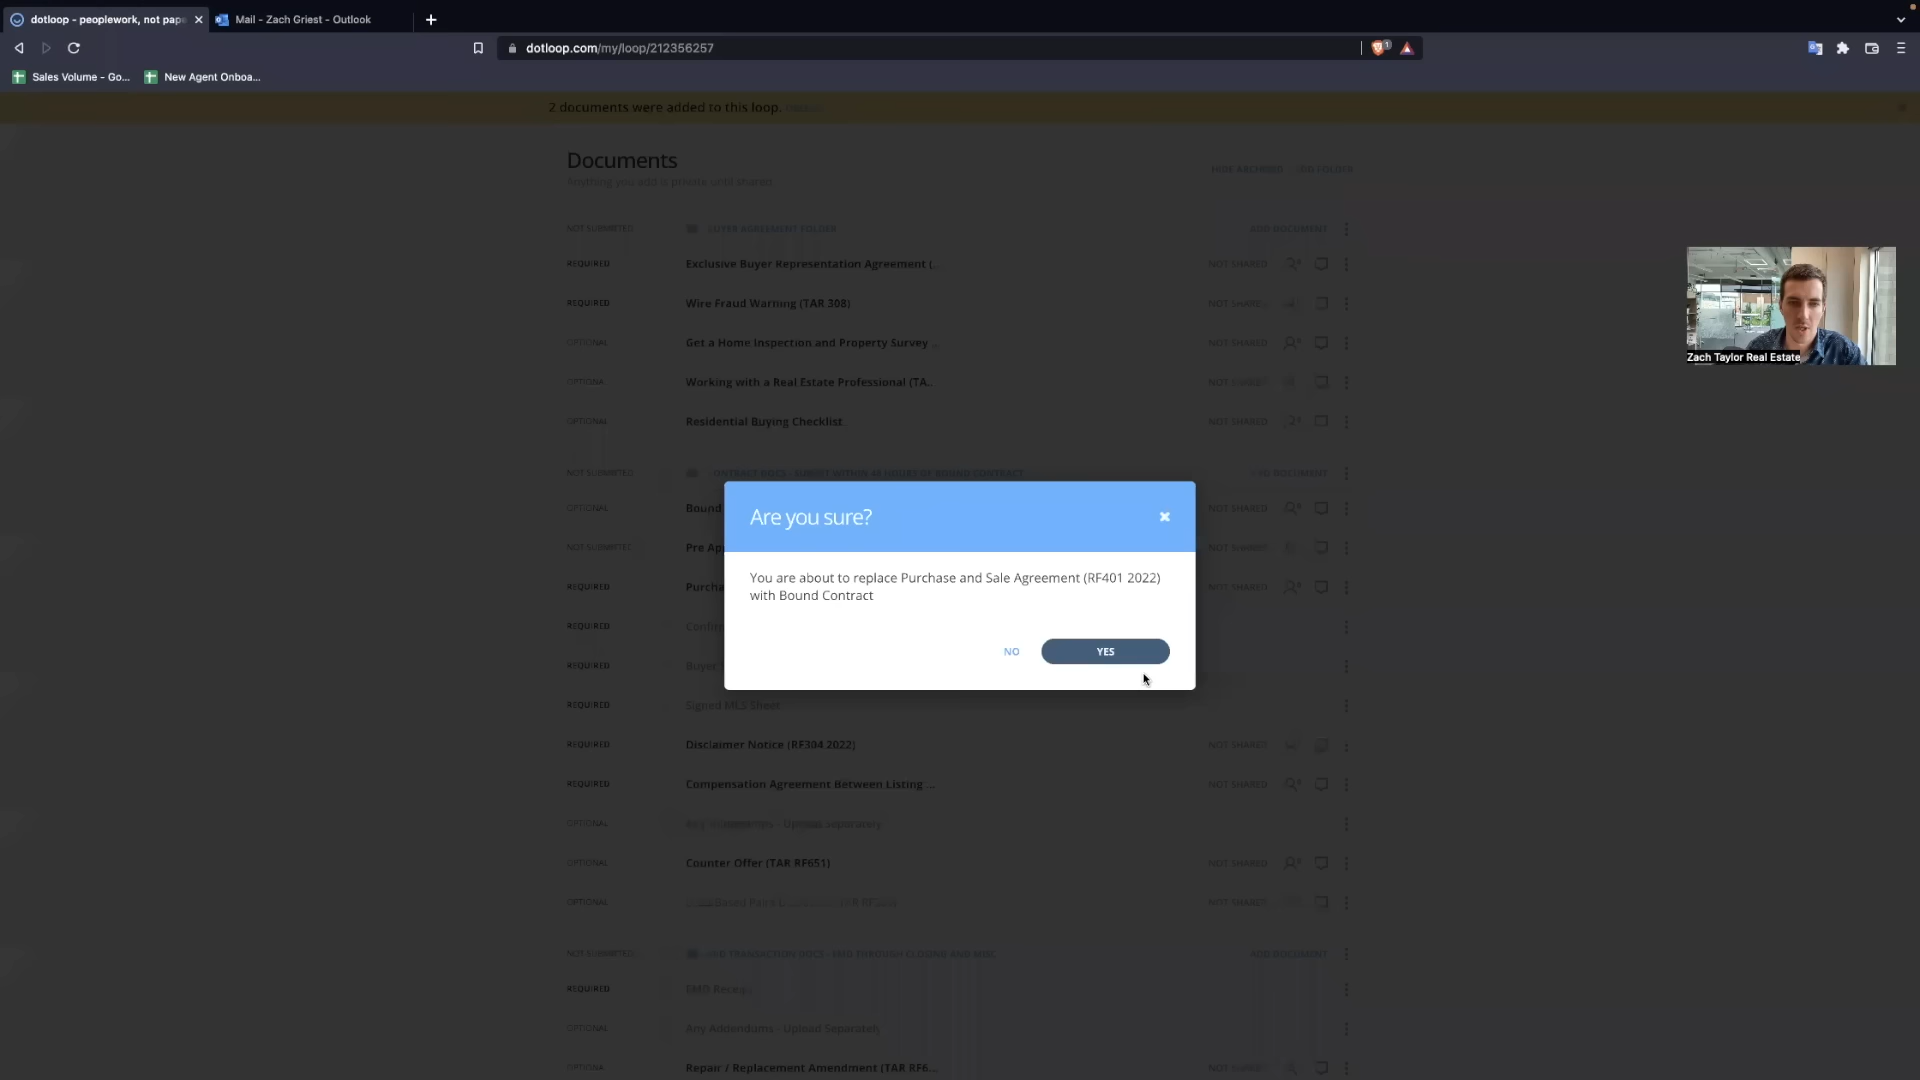 dotloop - peoplework, not pap
Mail - Zach Griest - Outlook
dotloop.com/my/loop/212356257
1
Sales Volume - Go...
New Agent Onboa...
2 documents were added to this loop.
Documents
Anything you add is private until shared
HIDE ARCHIVED ADD FOLDER
NOT SUBMITTED BUYER AGREEMENT FOLDER ADD DOCUMENT
REQUIRED Exclusive Buyer Representation Agreement (... NOT SHARED
REQUIRED Wire Fraud Warning (TAR 308) NOT SHARED
OPTIONAL Get a Home Inspection and Property Survey ... NOT SHARED
OPTIONAL Working with a Real Estate Professional (TA... NOT SHARED
OPTIONAL Residential Buying Checklist NOT SHARED
NOT SUBMITTED CONTRACT DOCS - SUBMIT WITHIN 48 HOURS OF BOUND CONTRACT ADD DOCUMENT
OPTIONAL Bound NOT SHARED
NOT SUBMITTED Pre Ap NOT SHARED
REQUIRED Purcha NOT SHARED
REQUIRED Confir
REQUIRED Buyer
REQUIRED Signed MLS Sheet
REQUIRED Disclaimer Notice (RF304 2022) NOT SHARED
REQUIRED Compensation Agreement Between Listing ... NOT SHARED
OPTIONAL - Upload Separately
OPTIONAL Counter Offer (TAR RF651) NOT SHARED
OPTIONAL Based Paint NOT SHARED
NOT SUBMITTED TRANSACTION DOCS - EMD THROUGH CLOSING AND MISC ADD DOCUMENT
REQUIRED EMD Receip
OPTIONAL Any Addendums - Upload Separately
OPTIONAL Repair / Replacement Amendment (TAR RF6... NOT SHARED
Are you sure?
You are about to replace Purchase and Sale Agreement (RF401 2022)
with Bound Contract
NO YES
Zach Taylor Real Estate